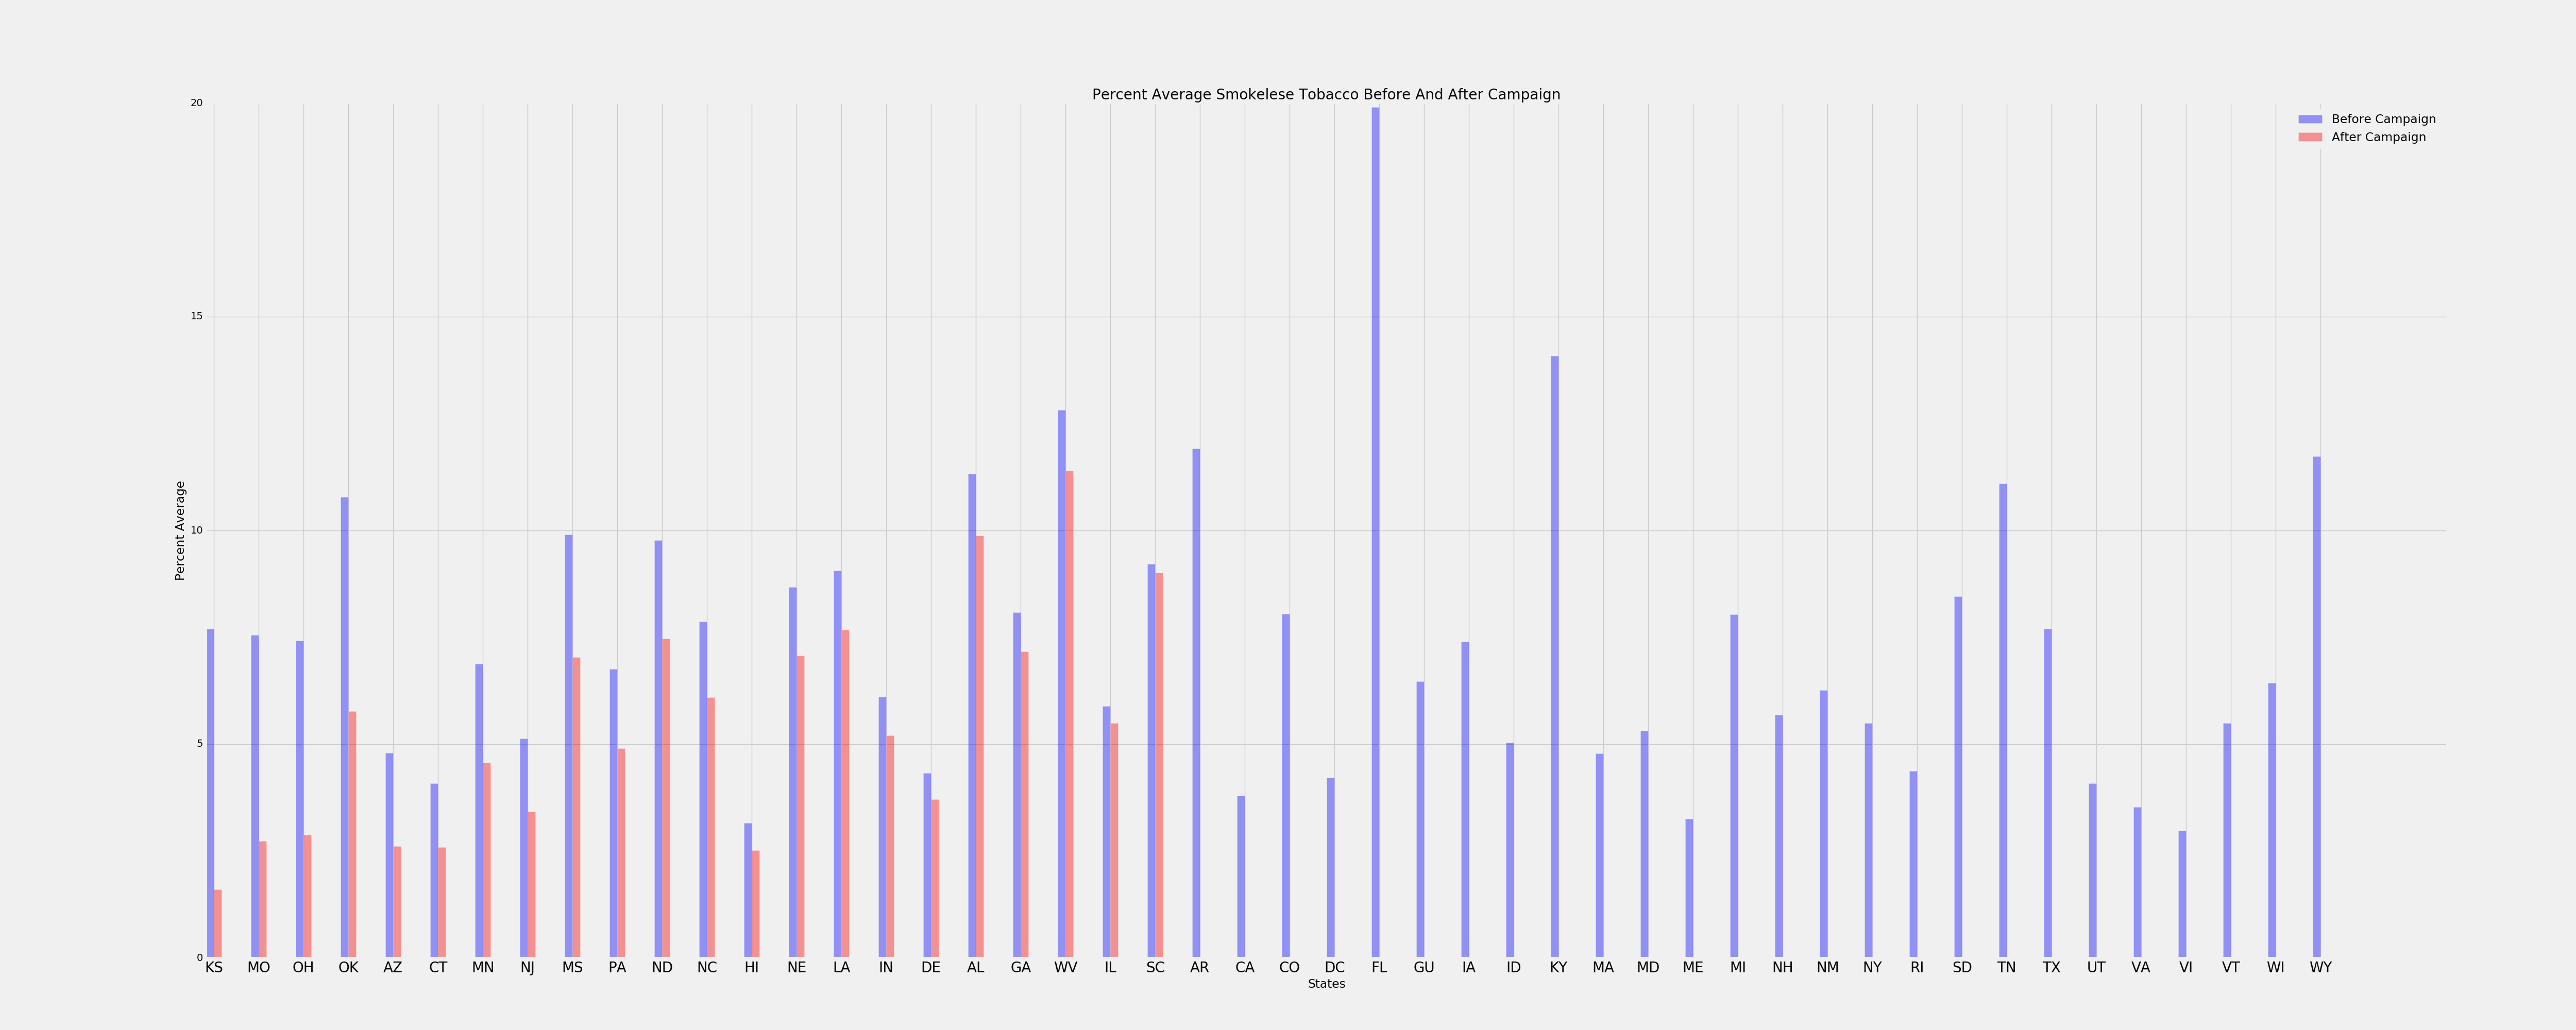 Percent Average Smokelese Tobacco Before And After Campaign
Before Campaign
After Campaign
20
15
10
5
0
Percent Average
KS MO OH OK AZ CT MN NJ MS PA ND NC HI NE LA IN DE AL GA WV IL SC AR CA CO DC FL GU IA ID KY MA MD ME MI NH NM NY RI SD TN TX UT VA VI VT WI WY
States